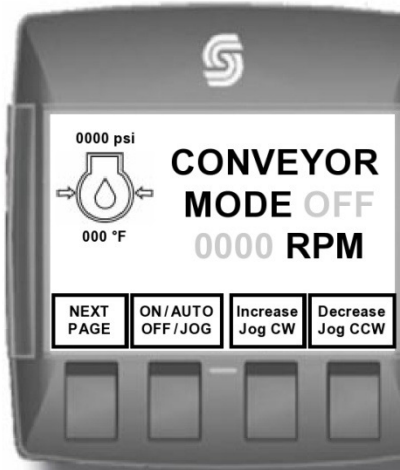 0000 psi
000 °F
CONVEYOR
MODE OFF
0000 RPM
NEXT
PAGE
ON/AUTO
OFF/JOG
Increase
Jog CW
Decrease
Jog CCW